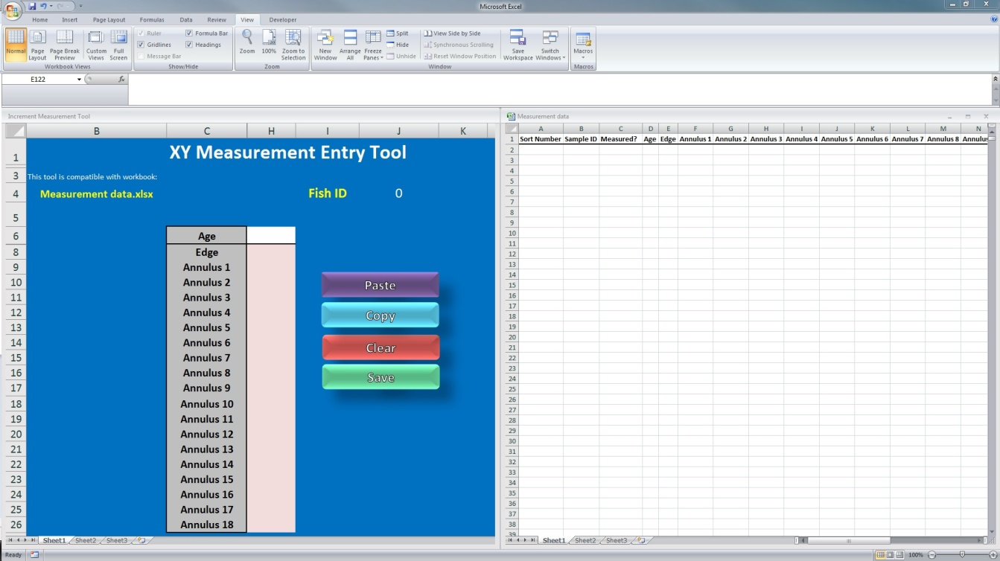 Microsoft Excel
Home Insert Page Layout Formulas Data Review View Developer
Normal Page Layout Page Break Preview Custom Views Full Screen
Workbook Views
Ruler Formula Bar
Gridlines Headings
Message Bar
Show/Hide
Zoom 100% Zoom to Selection
Zoom
New Window Arrange All Freeze Panes
Split
Hide
Unhide
View Side by Side
Synchronous Scrolling
Reset Window Position
Save Workspace Switch Windows
Window
Macros
Macros
E122 fx
Increment Measurement Tool
B C H I J K
1 XY Measurement Entry Tool
3 This tool is compatible with workbook:
4 Measurement data.xlsx Fish ID 0
5
6 Age
8 Edge
9 Annulus 1
10 Annulus 2
11 Annulus 3
12 Annulus 4
13 Annulus 5
14 Annulus 6
15 Annulus 7
16 Annulus 8
17 Annulus 9
18 Annulus 10
19 Annulus 11
20 Annulus 12
21 Annulus 13
22 Annulus 14
23 Annulus 15
24 Annulus 16
25 Annulus 17
26 Annulus 18
Paste
Copy
Clear
Save
Sheet1 Sheet2 Sheet3
Measurement data
A B C D E F G H I J K L M N
1 Sort Number Sample ID Measured? Age Edge Annulus 1 Annulus 2 Annulus 3 Annulus 4 Annulus 5 Annulus 6 Annulus 7 Annulus 8 Annulus
2
3
4
5
6
7
8
9
10
11
12
13
14
15
16
17
18
19
20
21
22
23
24
25
26
27
28
29
30
31
32
33
34
35
36
37
38
39
Sheet1 Sheet2 Sheet3
Ready 100%